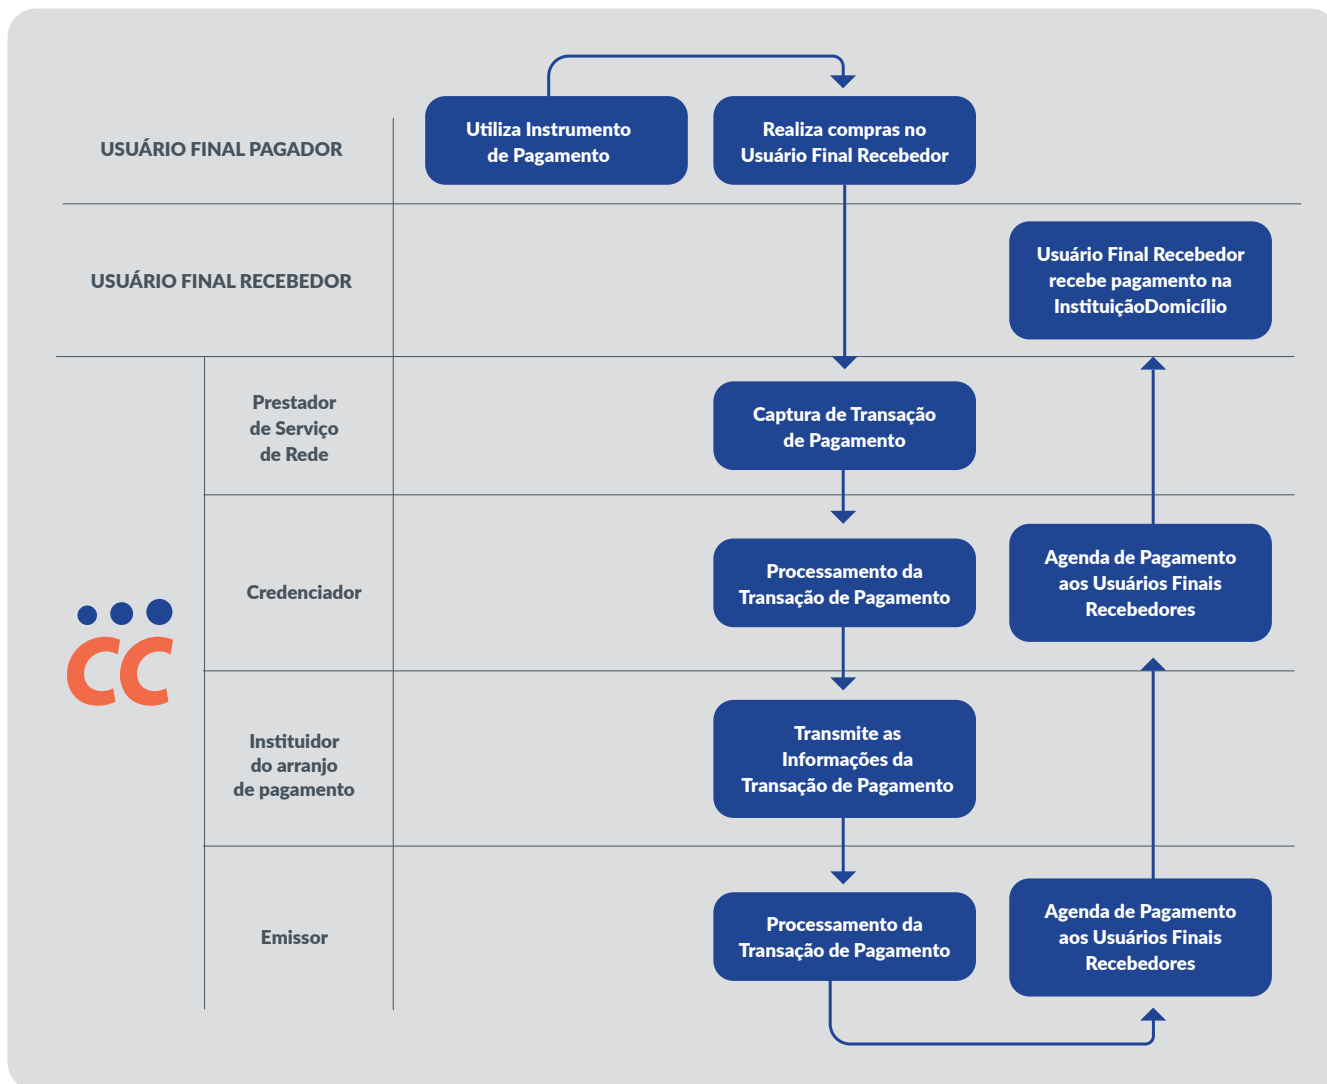 USUÁRIO FINAL PAGADOR
Utiliza Instrumento
de Pagamento
Realiza compras no
Usuário Final Recebedor
USUÁRIO FINAL RECEBEDOR
Usuário Final Recebedor
recebe pagamento na
InstituiçãoDomicílio
Prestador
de Serviço
de Rede
Captura de Transação
de Pagamento
cc
Credenciador
Processamento da
Transação de Pagamento
Agenda de Pagamento
aos Usuários Finais
Recebedores
Instituidor
do arranjo
de pagamento
Transmite as
Informações da
Transação de Pagamento
Emissor
Processamento da
Transação de Pagamento
Agenda de Pagamento
aos Usuários Finais
Recebedores